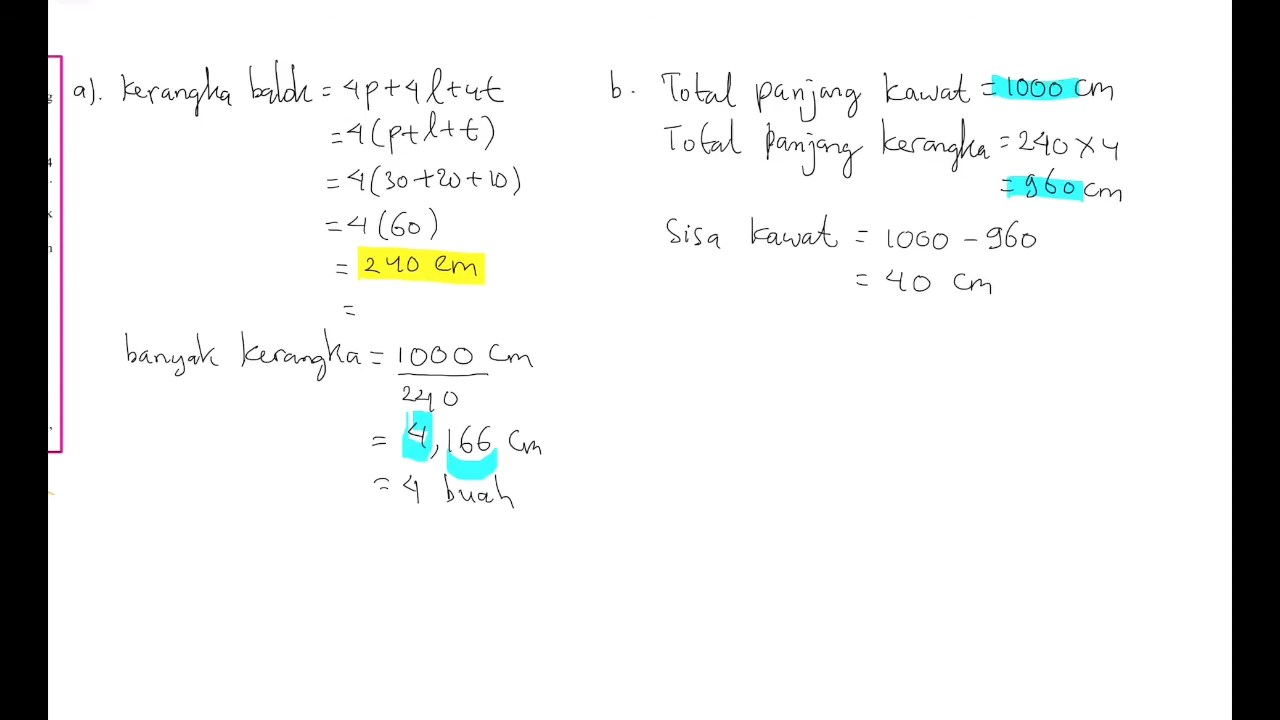 a). Kerangka balok = 4p+4l+4t
= 4(p+l+t)
= 4(30+20+10)
= 4(60)
= 240 cm
=
banyak kerangka = 1000 cm
240
= 4,166 cm
= 4 buah
b. Total panjang kawat = 1000 cm
Total panjang kerangka = 240 x 4
= 960 cm
Sisa kawat = 1000 - 960
= 40 cm